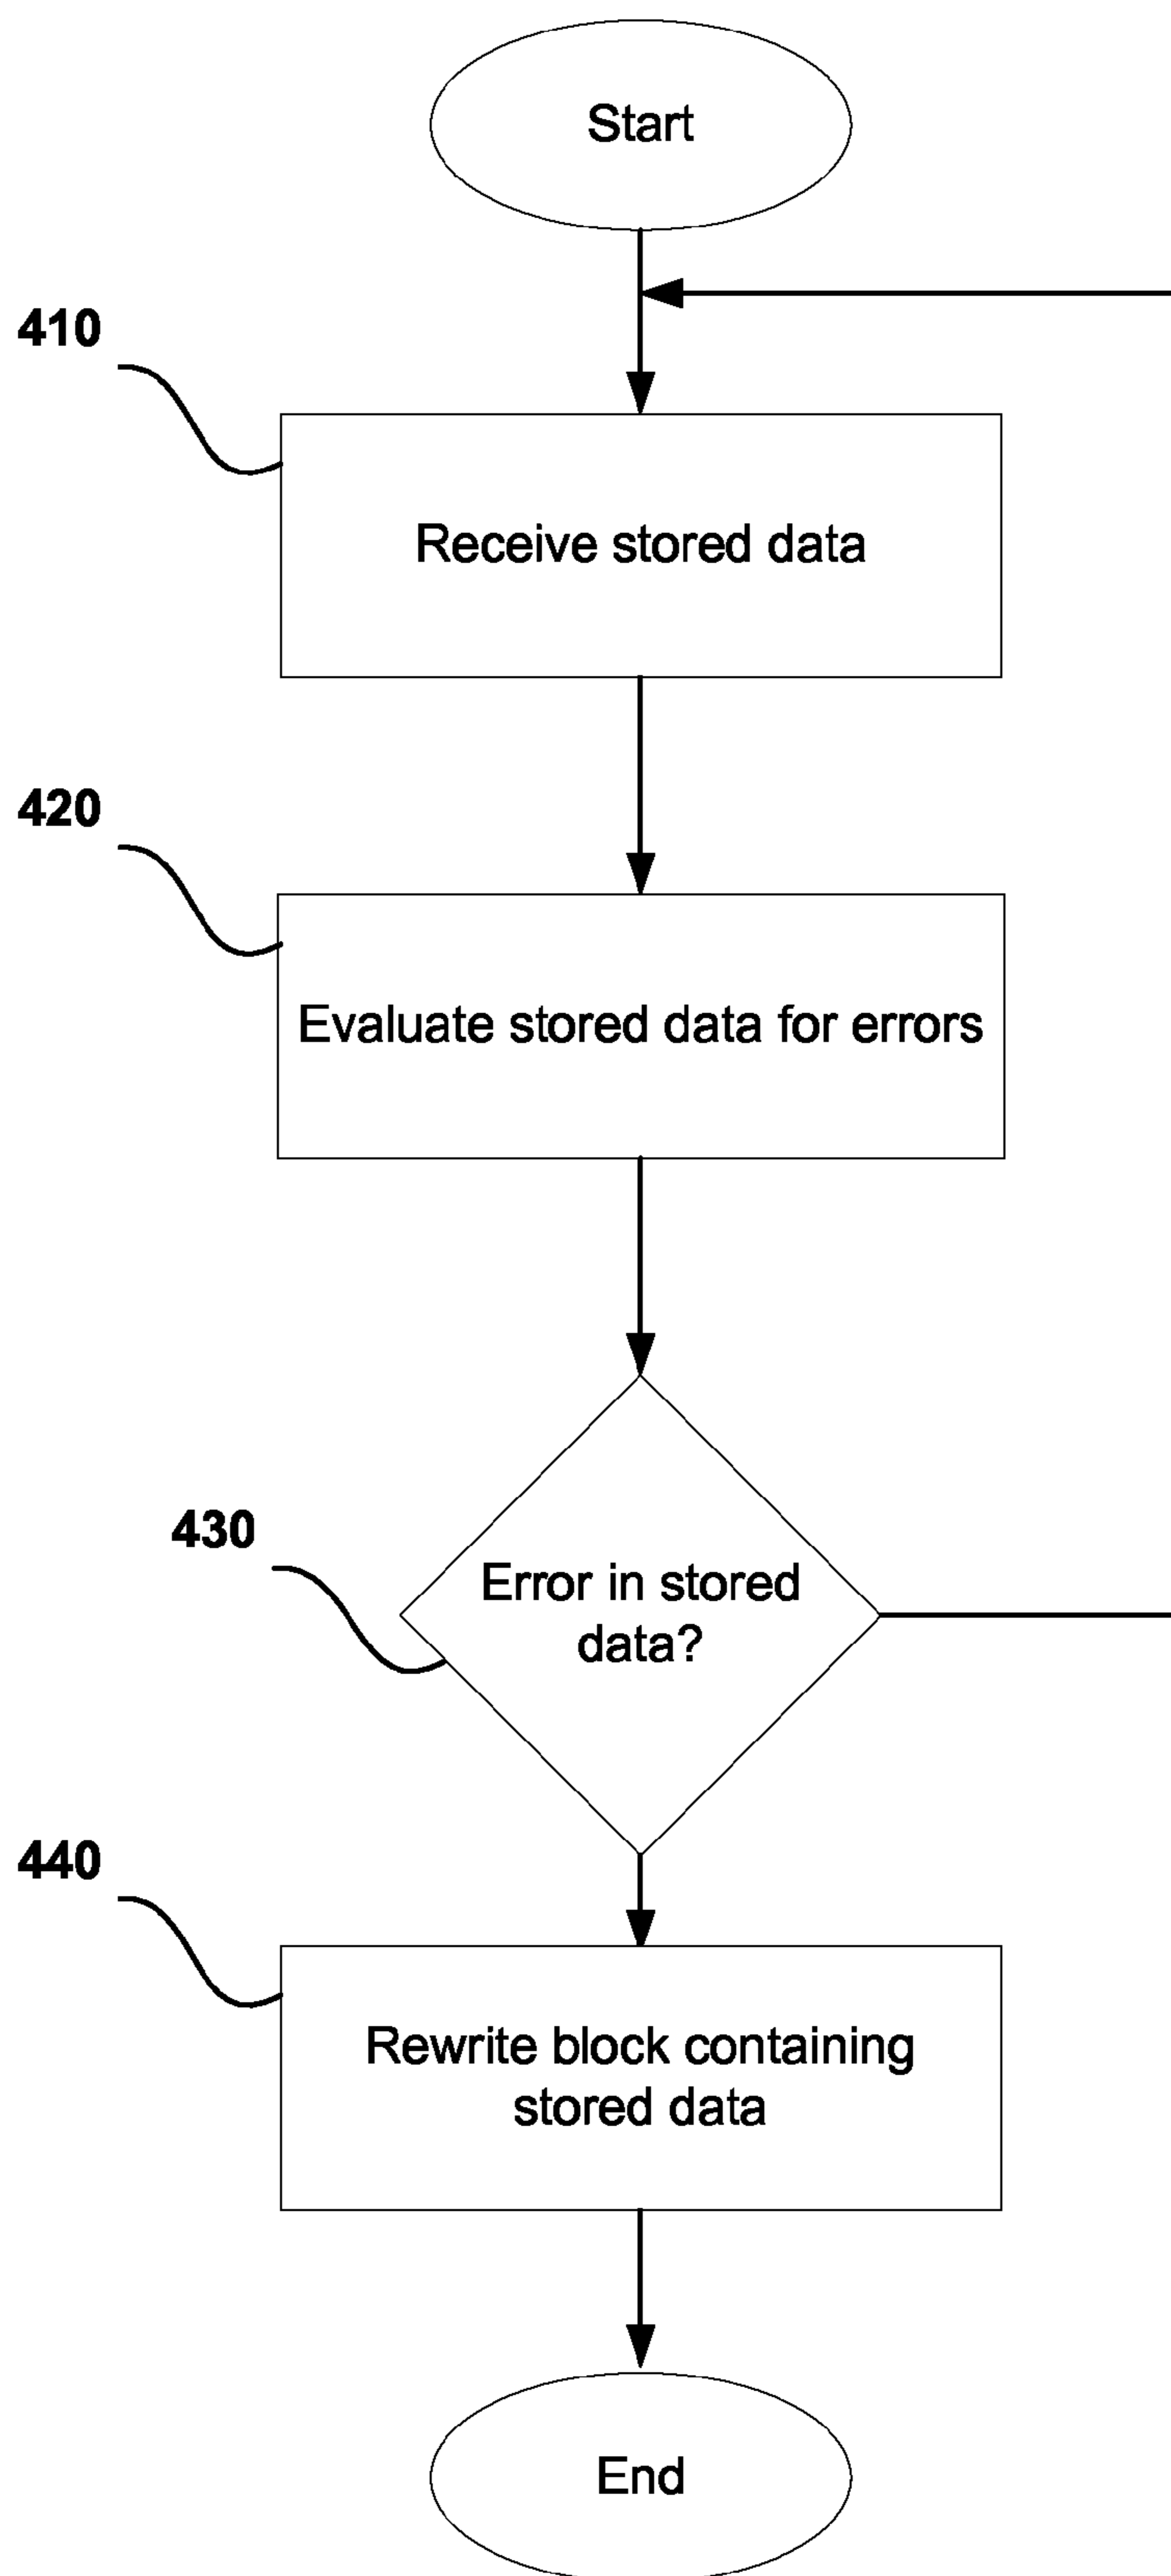 Start
410
Receive stored data
420
Evaluate stored data for errors
430
Error in stored
data?
440
Rewrite block containing
stored data
End